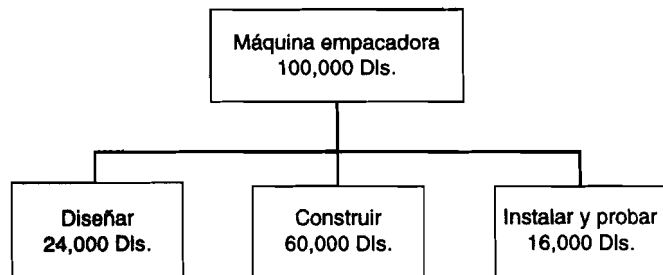 Máquina empacadora
100,000 Dls.
Diseñar
24,000 Dls.
Construir
60,000 Dls.
Instalar y probar
16,000 Dls.